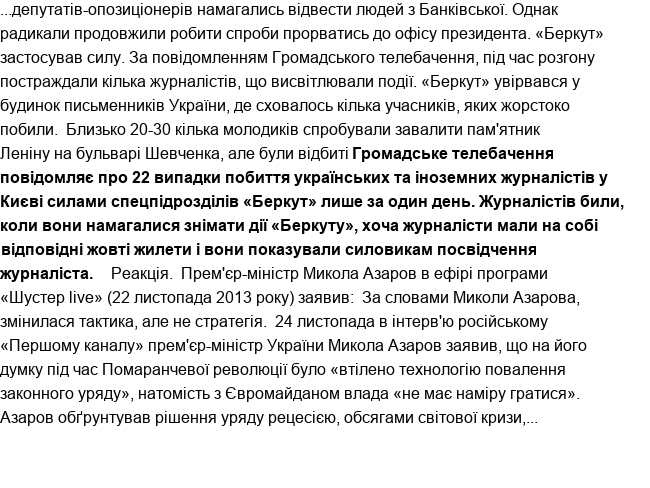 ...депутатів-опозиціонерів намагались відвести людей з Банківської. Однак
радикали продовжили робити спроби прорватись до офісу президента. «Беркут»
застосував силу. За повідомленням Громадського телебачення, під час розгону
постраждали кілька журналістів, що висвітлювали події. «Беркут» увірвався у
будинок письменників України, де сховалось кілька учасників, яких жорстоко
побили.  Близько 20-30 кілька молодиків спробували завалити пам'ятник
Леніну на бульварі Шевченка, але були відбиті Громадське телебачення
повідомляє про 22 випадки побиття українських та іноземних журналістів у
Києві силами спецпідрозділів «Беркут» лише за один день. Журналістів били,
коли вони намагалися знімати дії «Беркуту», хоча журналісти мали на собі
відповідні жовті жилети і вони показували силовикам посвідчення
журналіста.    Реакція.  Прем'єр-міністр Микола Азаров в ефірі програми
«Шустер live» (22 листопада 2013 року) заявив:  За словами Миколи Азарова,
змінилася тактика, але не стратегія.  24 листопада в інтерв'ю російському
«Першому каналу» прем'єр-міністр України Микола Азаров заявив, що на його
думку під час Помаранчевої революції було «втілено технологію повалення
законного уряду», натомість з Євромайданом влада «не має наміру гратися».
Азаров обґрунтував рішення уряду рецесією, обсягами світової кризи,...